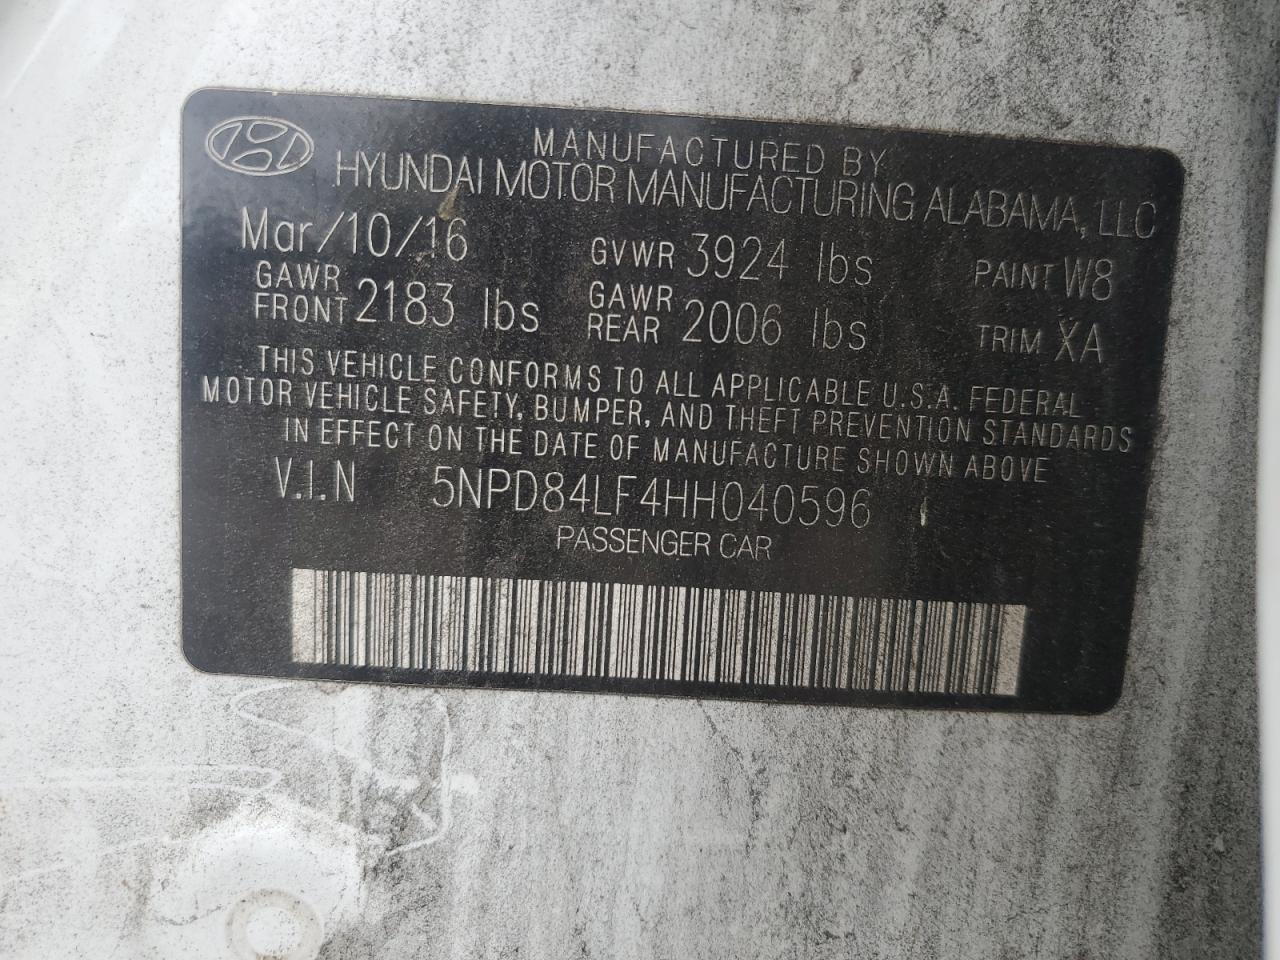 MANUFACTURED BY
HYUNDAI MOTOR MANUFACTURING ALABAMA, LLC
Mar/10/16 GVWR 3924 lbs PAINT W8
GAWR FRONT 2183 lbs GAWR REAR 2006 lbs TRIM XA
THIS VEHICLE CONFORMS TO ALL APPLICABLE U.S.A. FEDERAL
MOTOR VEHICLE SAFETY, BUMPER, AND THEFT PREVENTION STANDARDS
IN EFFECT ON THE DATE OF MANUFACTURE SHOWN ABOVE
V.I.N 5NPD84LF4HH040596
PASSENGER CAR